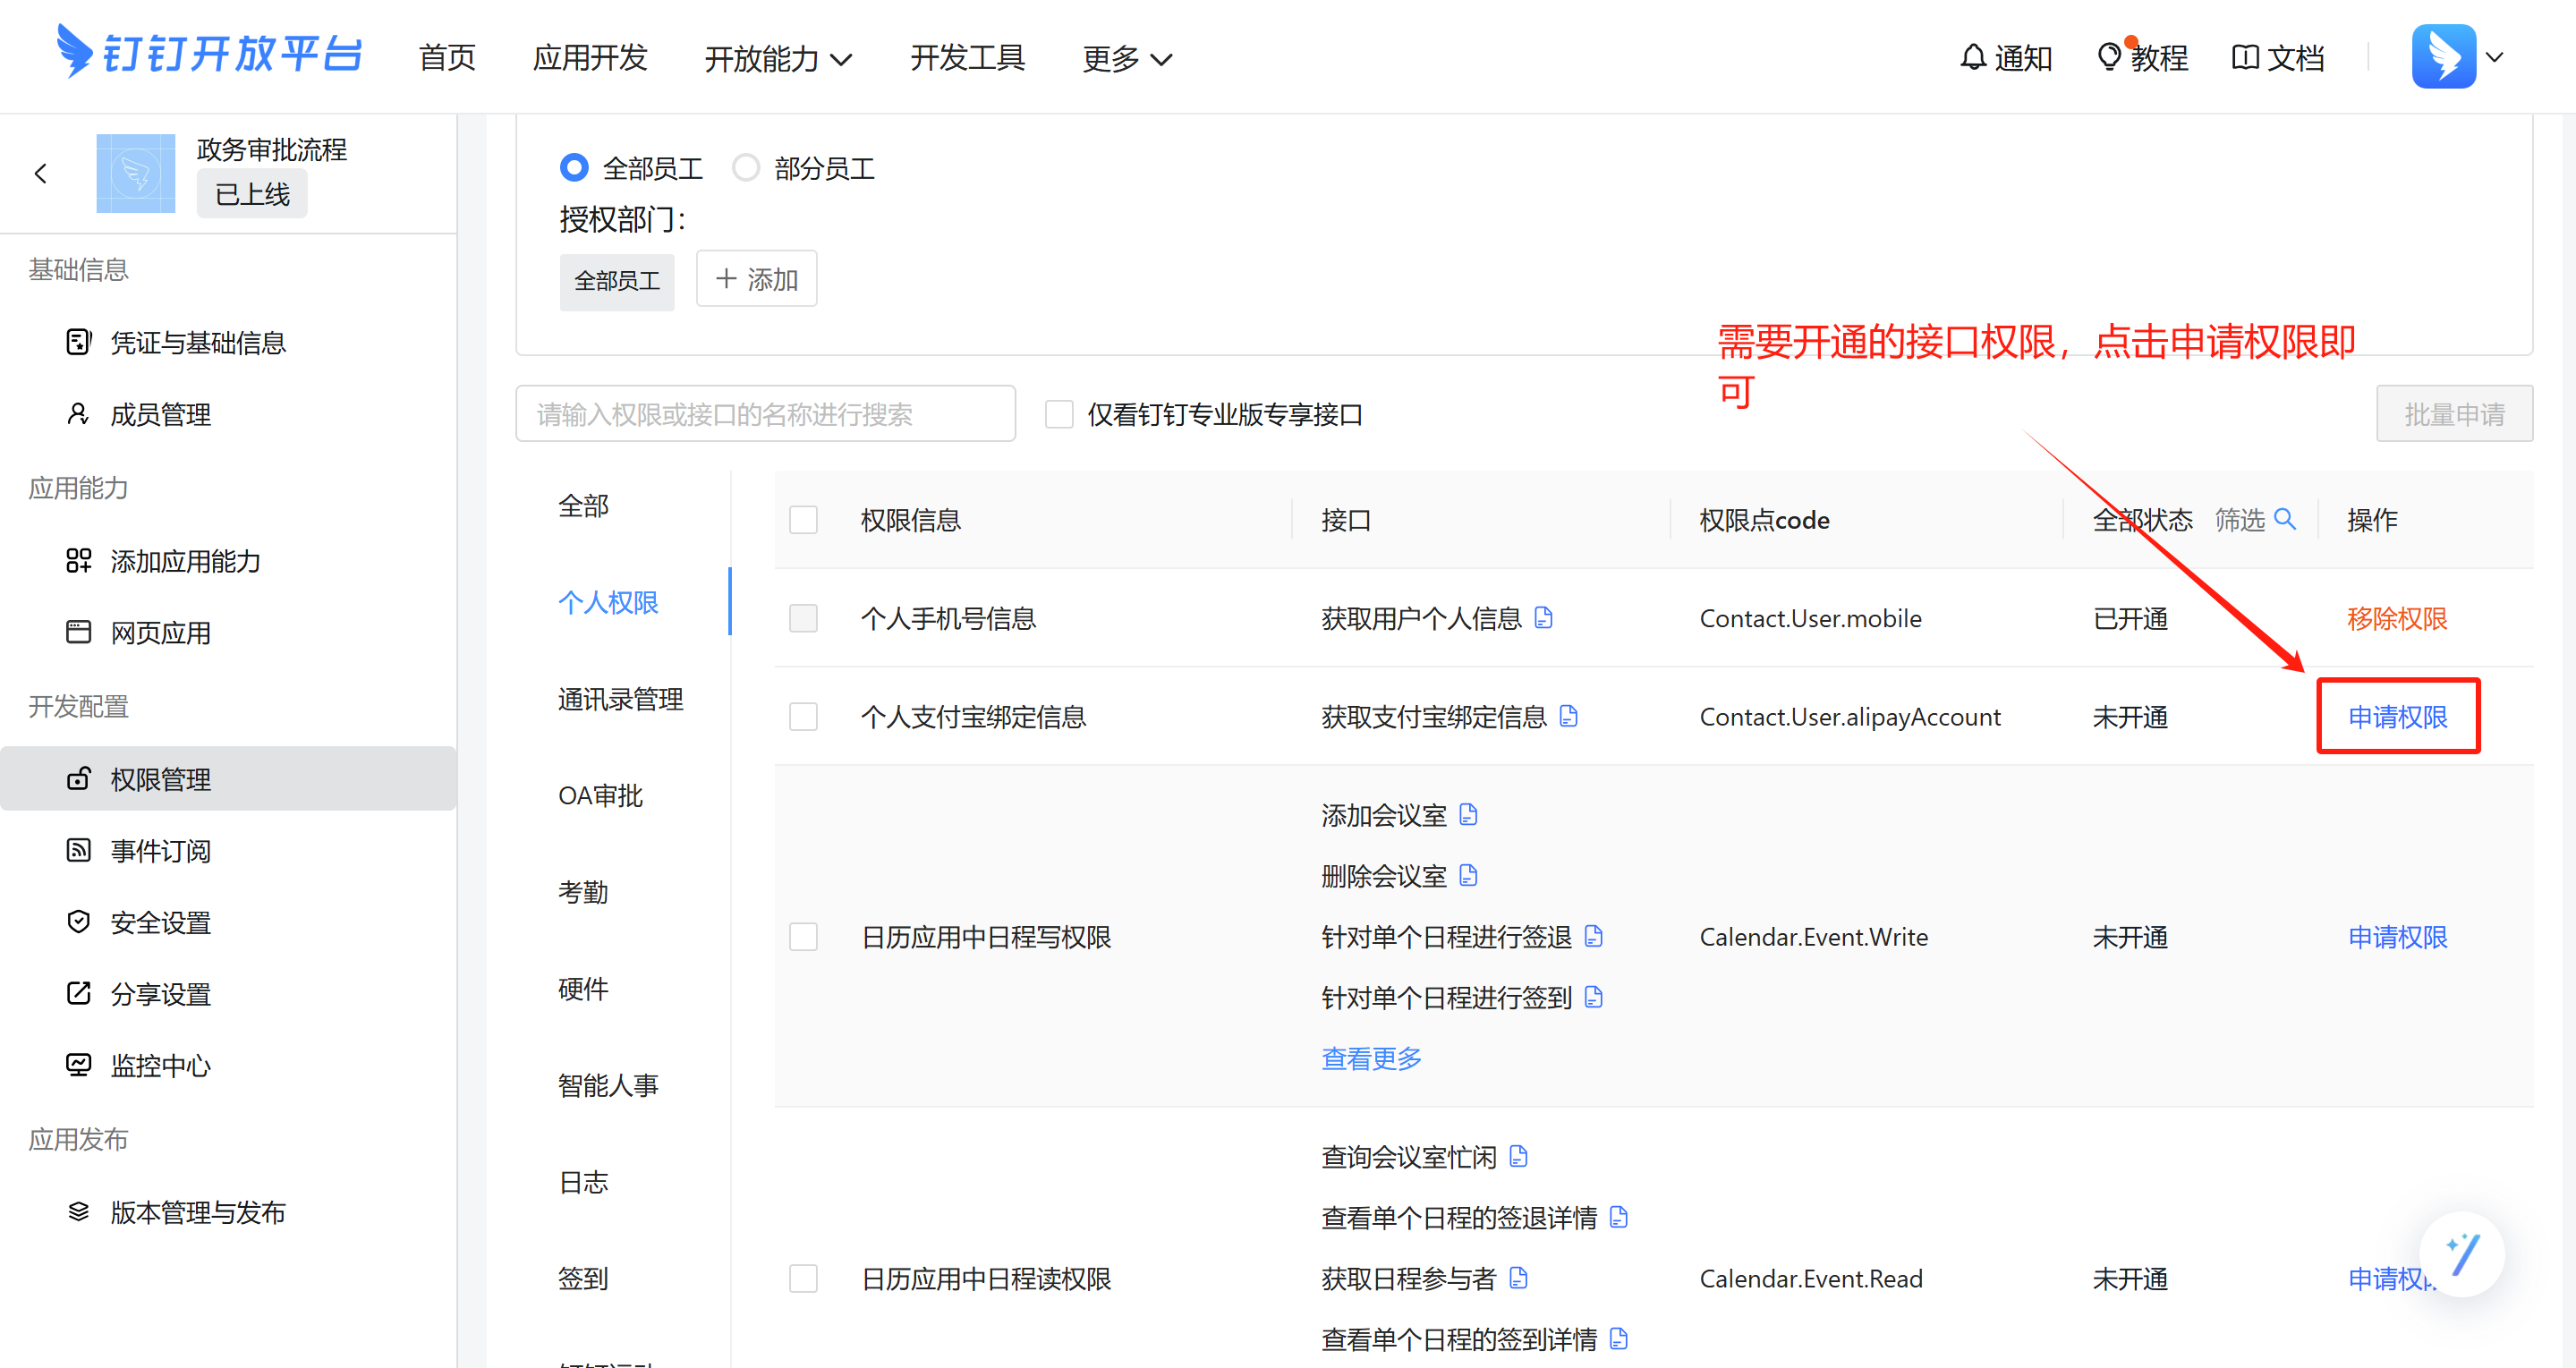 钉钉开放平台
首页
应用开发
开放能力
开发工具
更多
通知
教程
文档
政务审批流程
已上线
基础信息
凭证与基础信息
成员管理
应用能力
添加应用能力
网页应用
开发配置
权限管理
事件订阅
安全设置
分享设置
监控中心
应用发布
版本管理与发布
全部员工
部分员工
授权部门：
全部员工
添加
需要开通的接口权限，点击申请权限即
可
请输入权限或接口的名称进行搜索
仅看钉钉专业版专享接口
批量申请
全部
个人权限
通讯录管理
OA审批
考勤
硬件
智能人事
日志
签到
权限信息
接口
权限点code
全部状态
筛选
操作
个人手机号信息
获取用户个人信息
Contact.User.mobile
已开通
移除权限
个人支付宝绑定信息
获取支付宝绑定信息
Contact.User.alipayAccount
未开通
申请权限
日历应用中日程写权限
添加会议室
删除会议室
针对单个日程进行签退
针对单个日程进行签到
查看更多
Calendar.Event.Write
未开通
申请权限
日历应用中日程读权限
查询会议室忙闲
查看单个日程的签退详情
获取日程参与者
查看单个日程的签到详情
Calendar.Event.Read
未开通
申请权